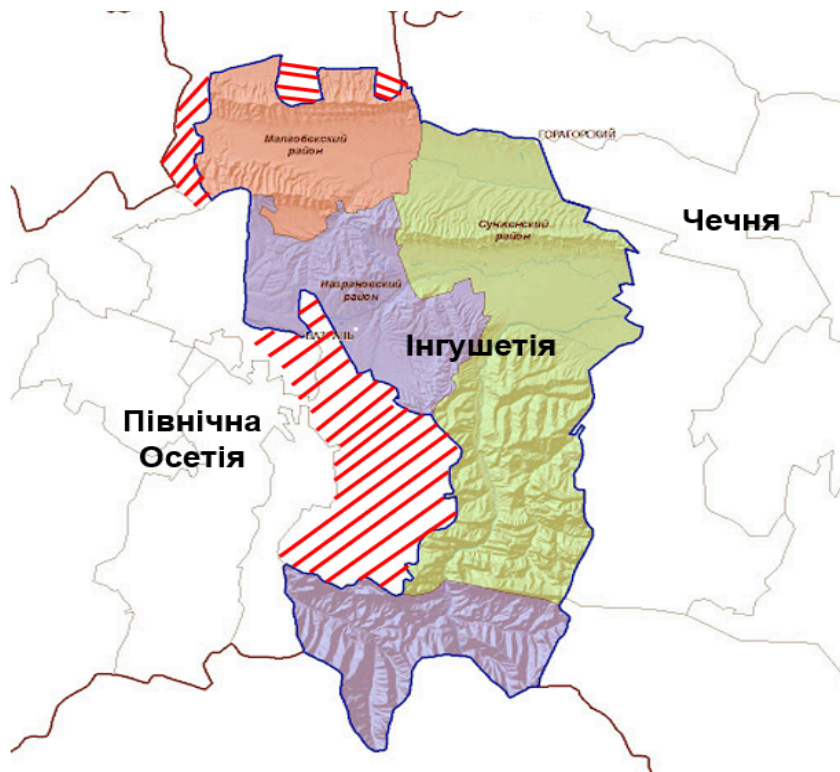 ГОРАГОРСКИЙ
Малгобекский
район
Чечня
Сунженский
район
Назрановский
район
Інгушетія
Північна
Осетія